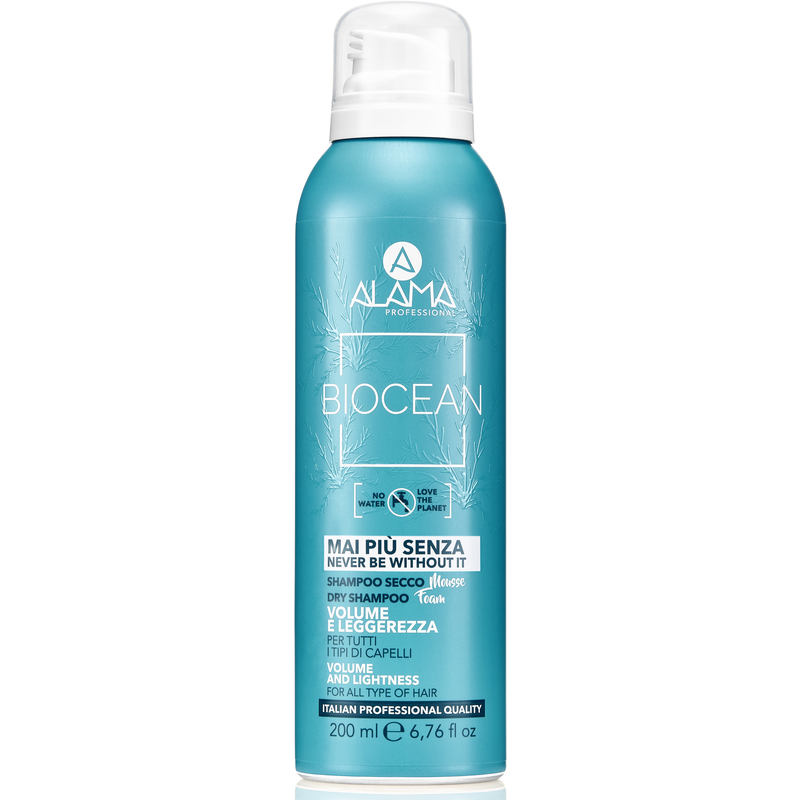 ALAMA
PROFESSIONAL
BIOCEAN
NO WATER
LOVE THE PLANET
MAI PIÙ SENZA
NEVER BE WITHOUT IT
SHAMPOO SECCO Mousse
DRY SHAMPOO Foam
VOLUME
E LEGGEREZZA
PER TUTTI
I TIPI DI CAPELLI
VOLUME
AND LIGHTNESS
FOR ALL TYPE OF HAIR
ITALIAN PROFESSIONAL QUALITY
200 ml ℮ 6,76 fl oz